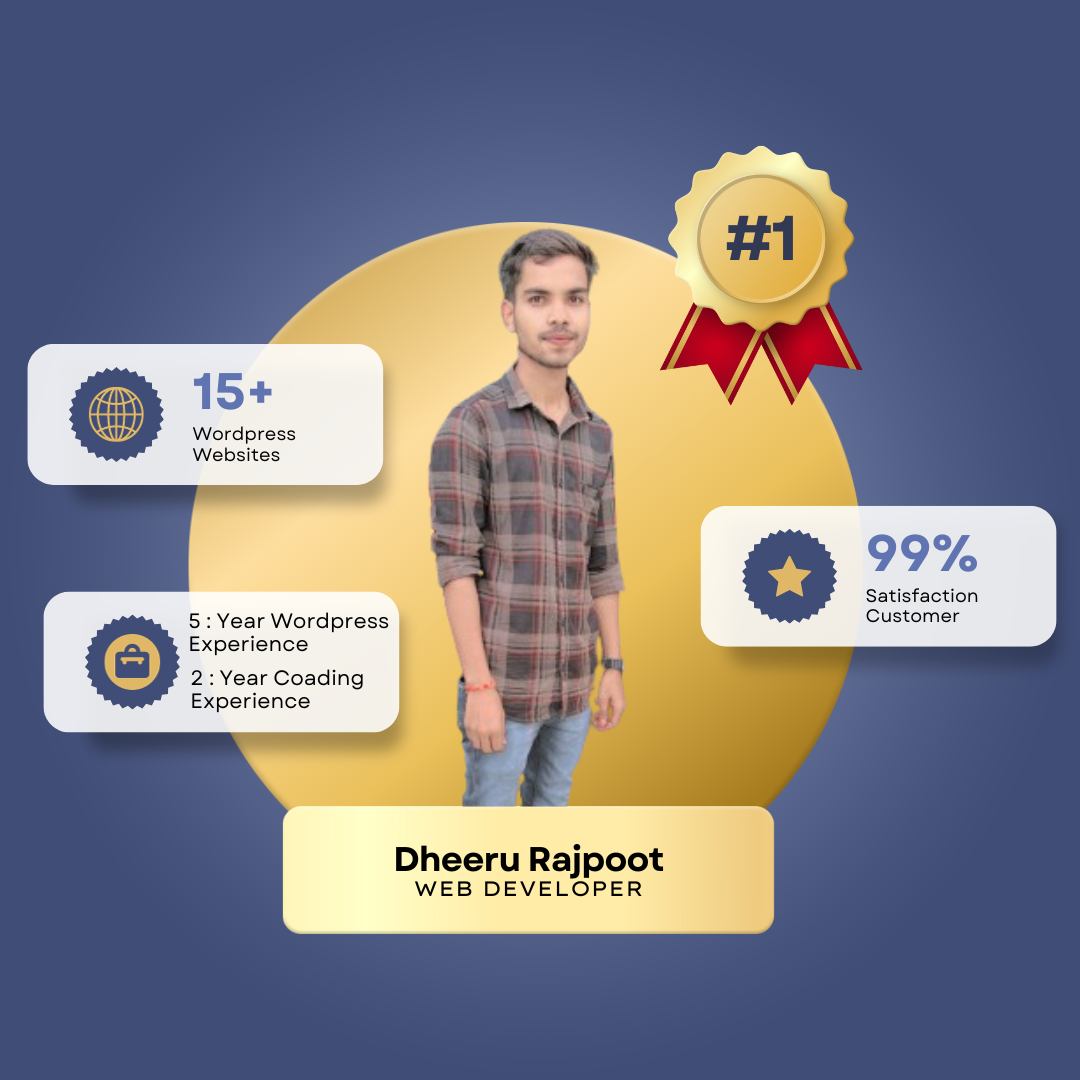 #1
15+
Wordpress
Websites
99%
Satisfaction
Customer
5 : Year Wordpress
Experience
2 : Year Coading
Experience
Dheeru Rajpoot
WEB DEVELOPER